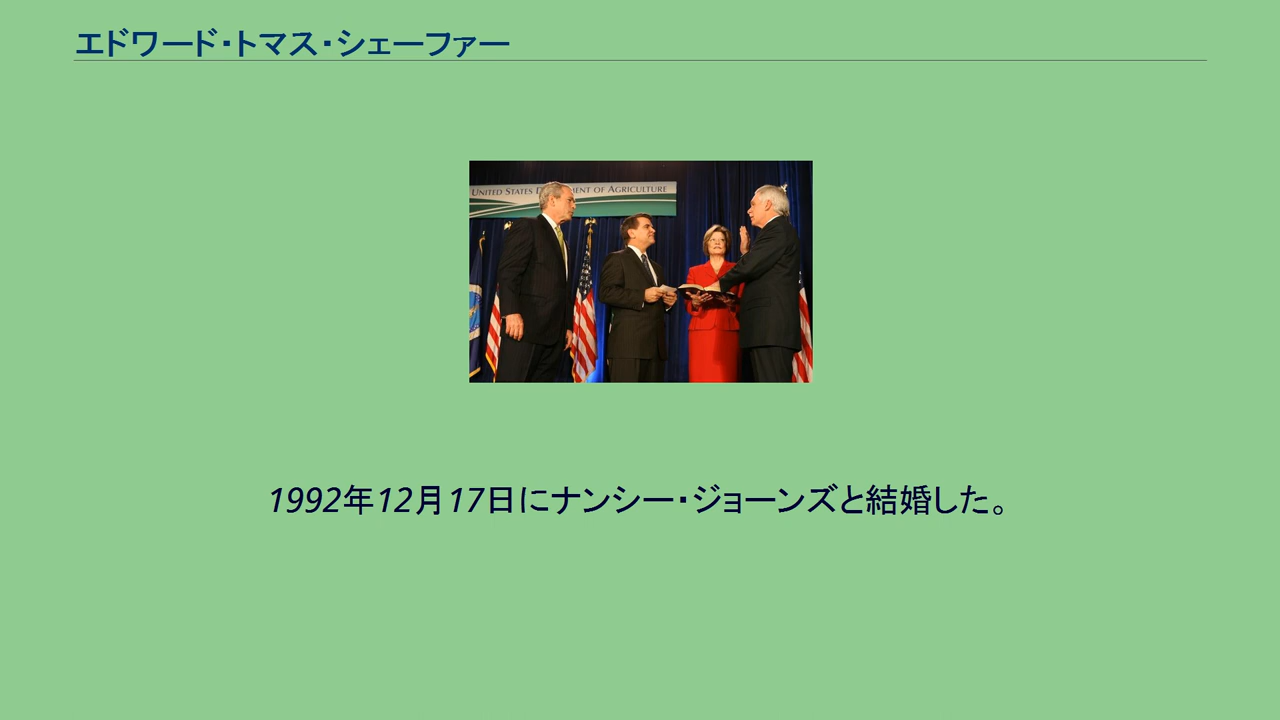 エドワード・トマス・シェーファー
UNITED STATES D MENT OF AGRICULTURE
1992年12月17日にナンシー・ジョーンズと結婚した。